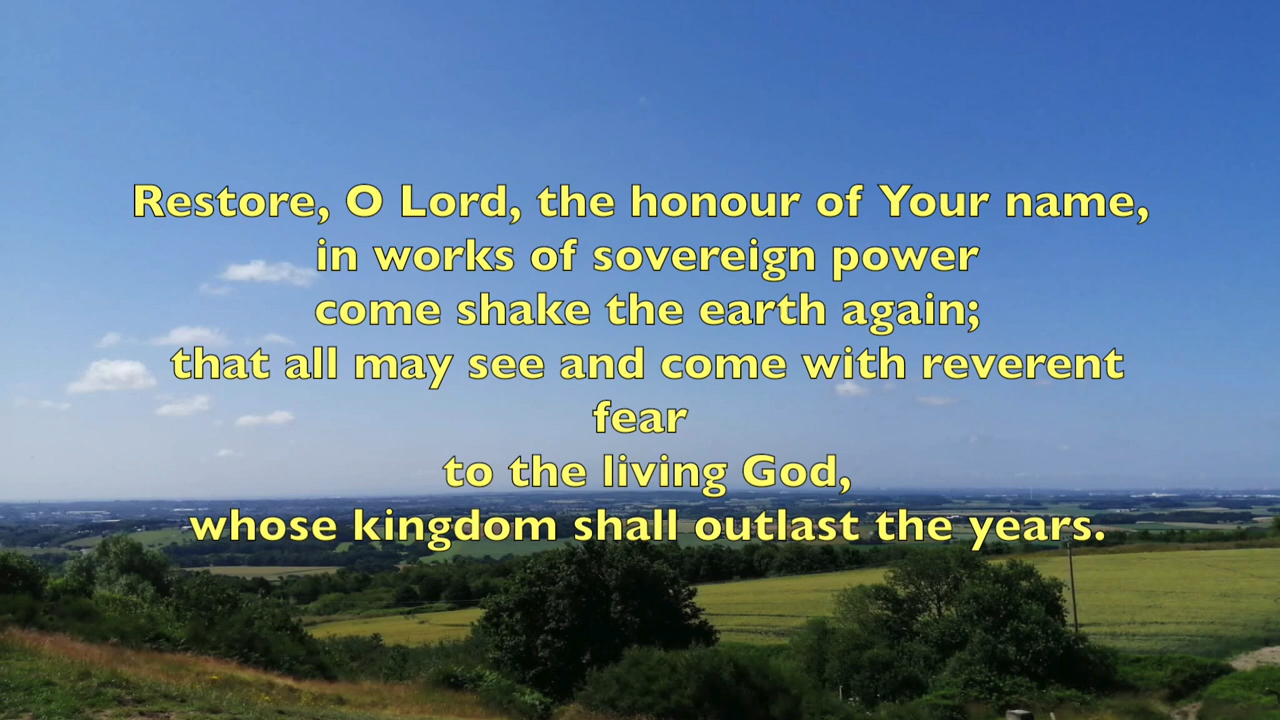 Restore, O Lord, the honour of Your name,
in works of sovereign power
come shake the earth again;
that all may see and come with reverent
fear
to the living God,
whose kingdom shall outlast the years.